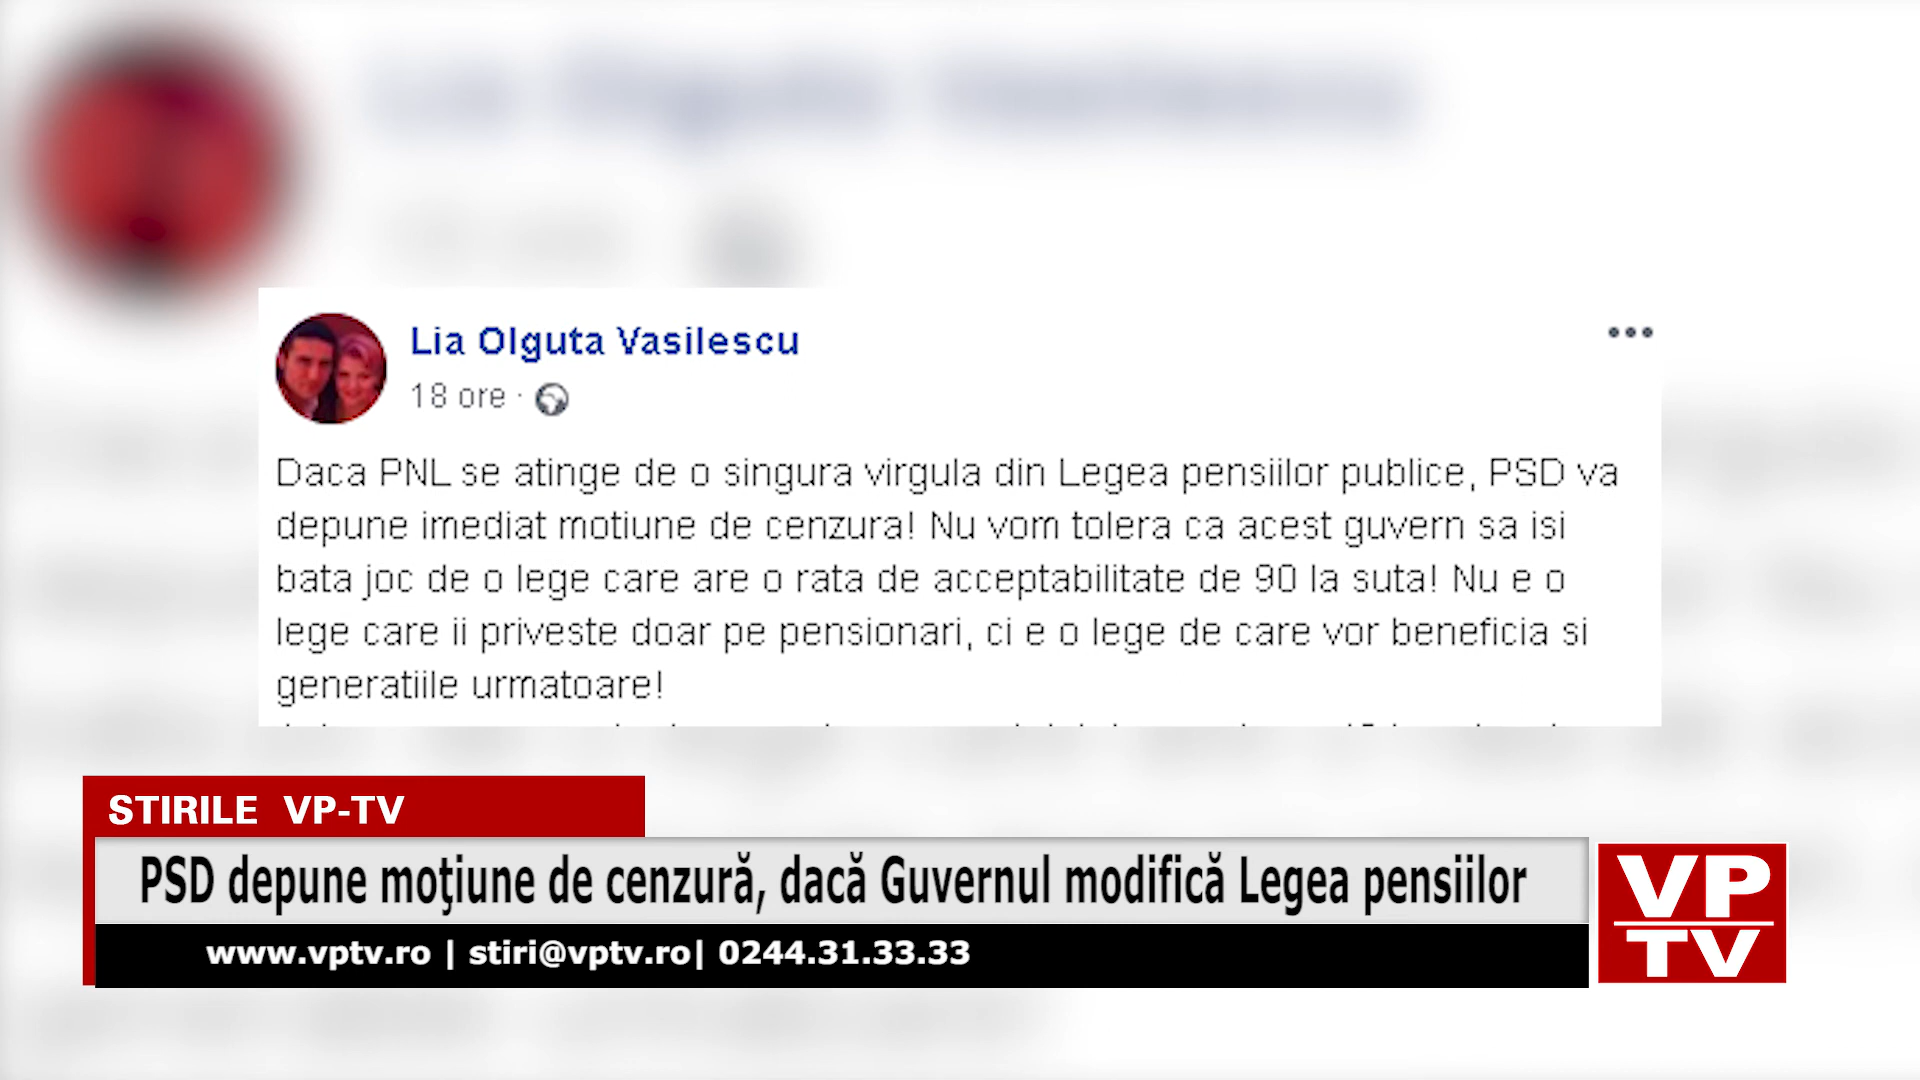 Lia Olguta Vasilescu
18 ore ·
Daca PNL se atinge de o singura virgula din Legea pensiilor publice, PSD va
depune imediat motiune de cenzura! Nu vom tolera ca acest guvern sa isi
bata joc de o lege care are o rata de acceptabilitate de 90 la suta! Nu e o
lege care ii priveste doar pe pensionari, ci e o lege de care vor beneficia si
generatiile urmatoare!
STIRILE VP-TV
PSD depune moţiune de cenzură, dacă Guvernul modifică Legea pensiilor
www.vptv.ro | stiri@vptv.ro| 0244.31.33.33
VP
TV